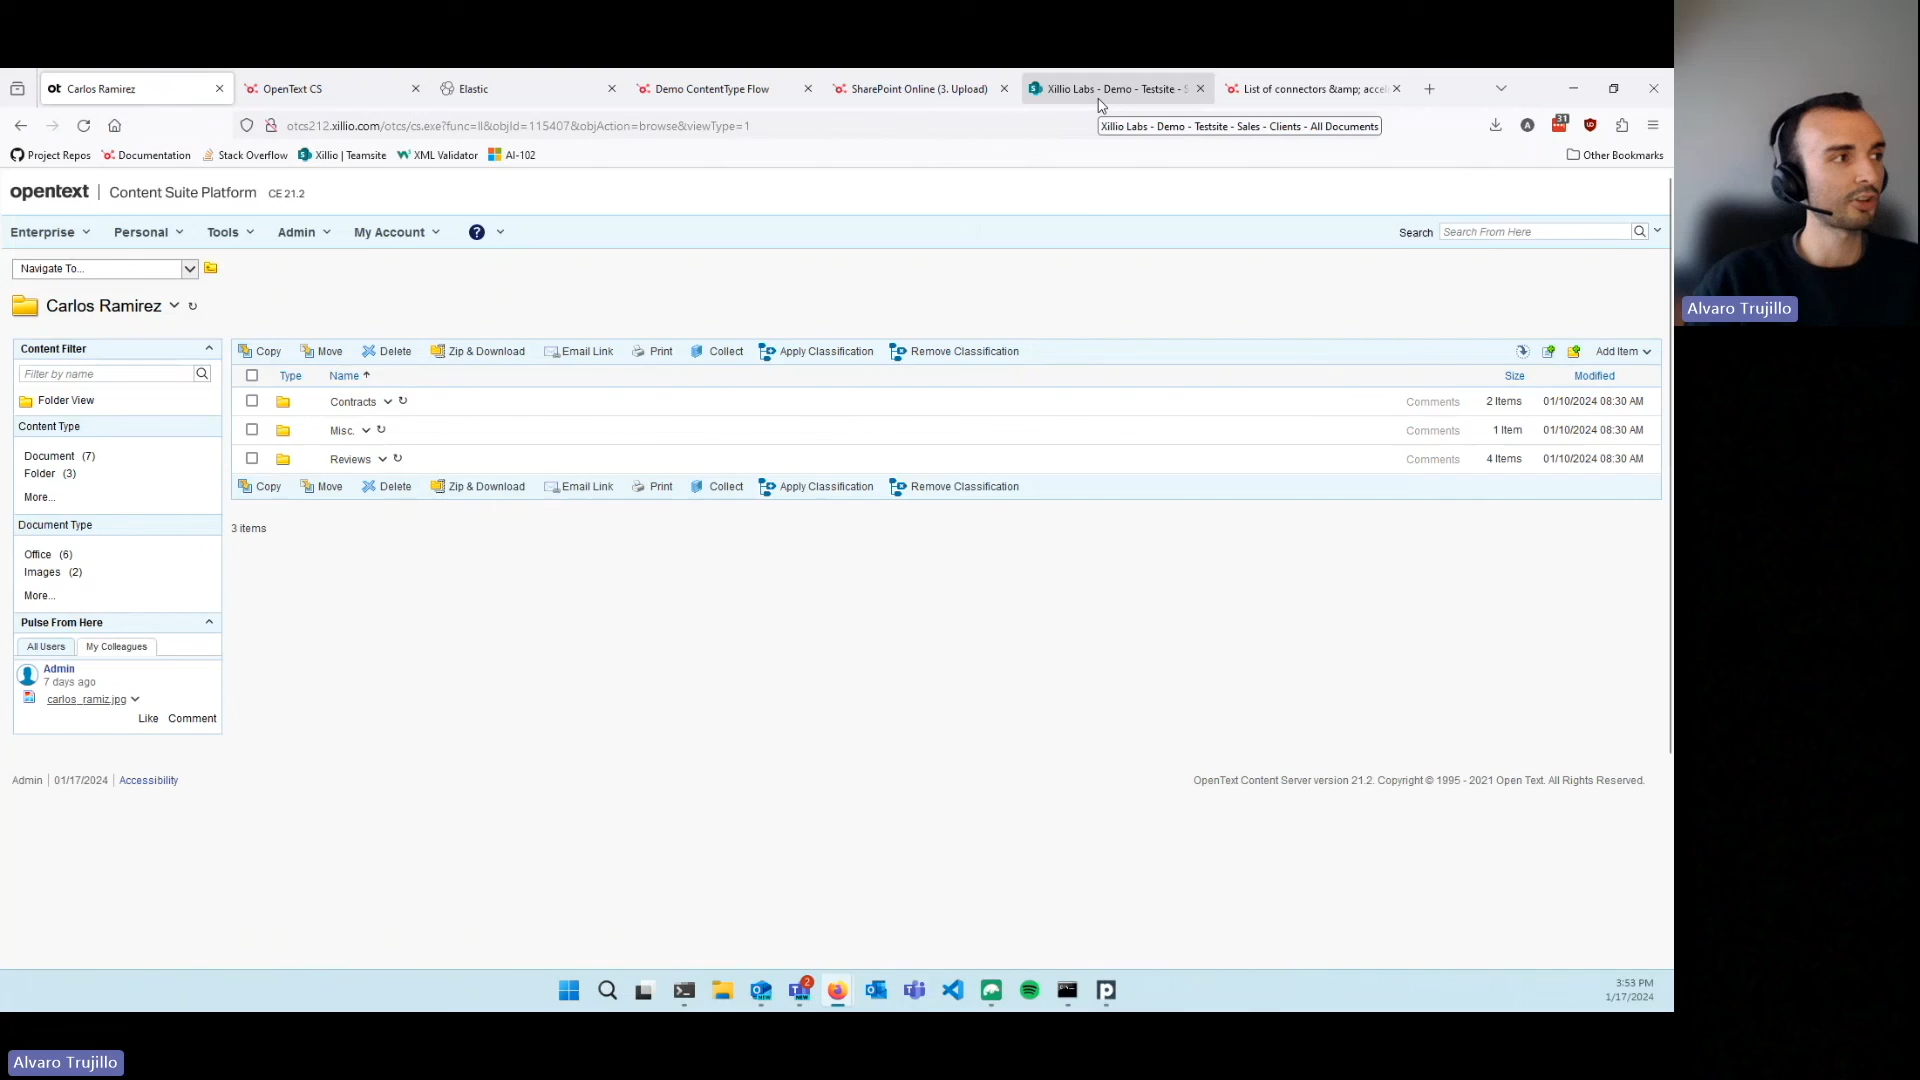 ot Carlos Ramirez
OpenText CS
Elastic
Demo ContentType Flow
SharePoint Online (3. Upload)
Xillio Labs - Demo - Testsite - S
List of connectors &amp; accel
otcs212.xillio.com/otcs/cs.exe?func=ll&objId=115407&objAction=browse&viewType=1
Xillio Labs - Demo - Testsite - Sales - Clients - All Documents
A
31
Project Repos
Documentation
Stack Overflow
Xillio | Teamsite
XML Validator
AI-102
Other Bookmarks
opentext | Content Suite Platform CE 21.2
Enterprise
Personal
Tools
Admin
My Account
?
Search
Search From Here
Navigate To...
Carlos Ramirez
Content Filter
Filter by name
Folder View
Content Type
Document (7)
Folder (3)
More...
Document Type
Office (6)
Images (2)
More...
Pulse From Here
All Users
My Colleagues
Admin
7 days ago
carlos_ramiz.jpg
Like Comment
Copy Move Delete Zip & Download Email Link Print Collect Apply Classification Remove Classification Add Item
Type Name Size Modified
Contracts Comments 2 Items 01/10/2024 08:30 AM
Misc. Comments 1 Item 01/10/2024 08:30 AM
Reviews Comments 4 Items 01/10/2024 08:30 AM
Copy Move Delete Zip & Download Email Link Print Collect Apply Classification Remove Classification
3 items
Admin | 01/17/2024 | Accessibility
OpenText Content Server version 21.2. Copyright © 1995 - 2021 Open Text. All Rights Reserved.
2
3:53 PM
1/17/2024
Alvaro Trujillo
Alvaro Trujillo